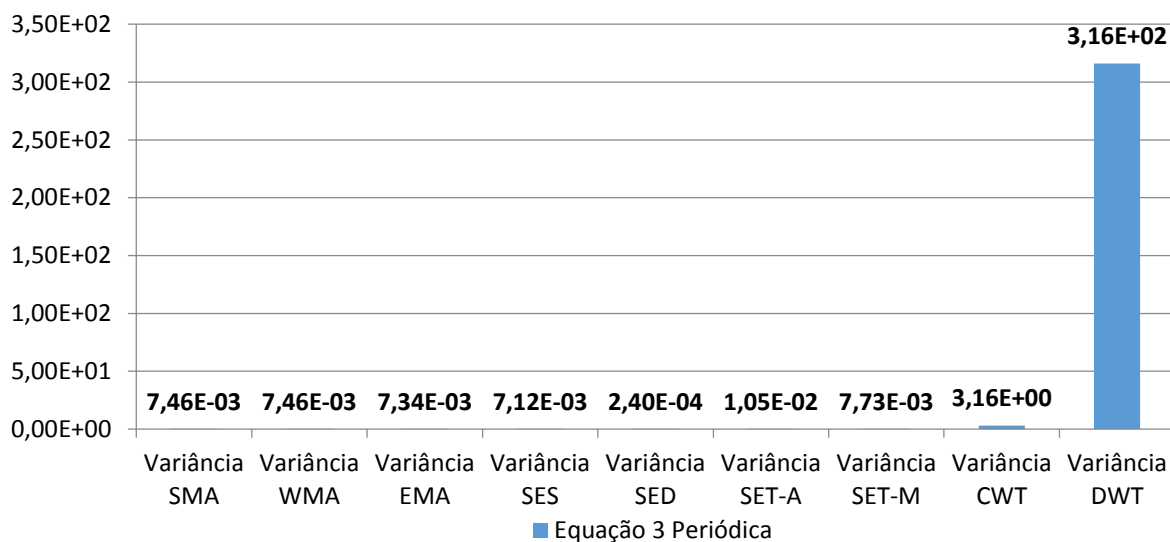 3,50E+02
3,00E+02
2,50E+02
2,00E+02
1,50E+02
1,00E+02
5,00E+01
0,00E+00
3,16E+02
7,46E-03 7,46E-03 7,34E-03 7,12E-03 2,40E-04 1,05E-02 7,73E-03 3,16E+00
Variância Variância Variância Variância Variância Variância Variância Variância Variância
SMA WMA EMA SES SED SET-A SET-M CWT DWT
Equação 3 Periódica